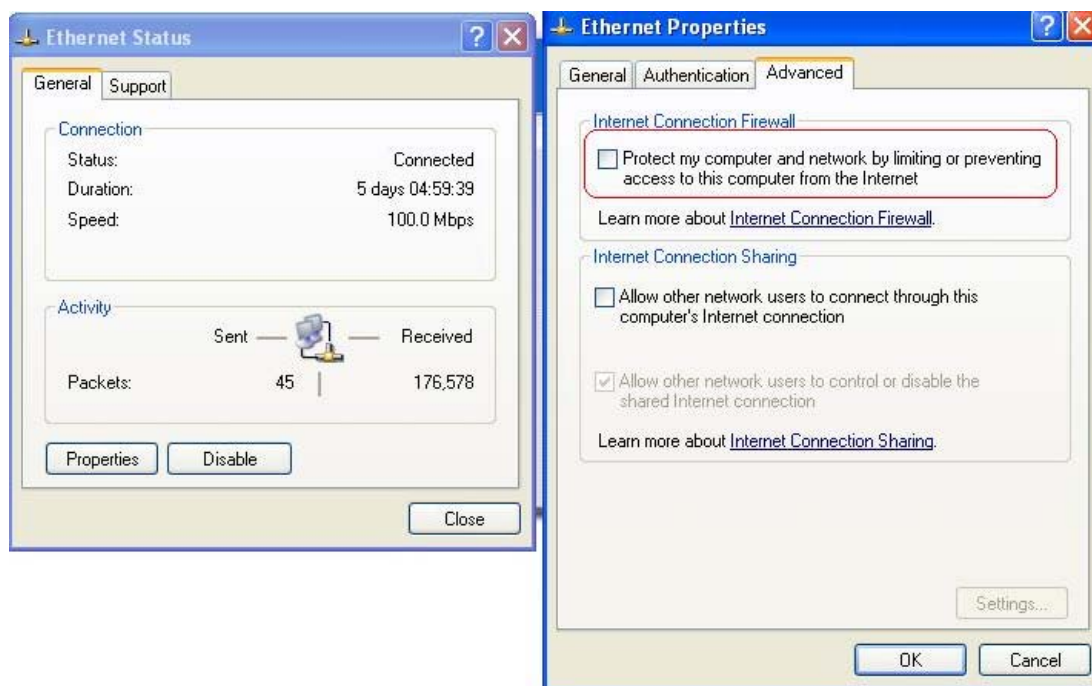 Ethernet Status
General Support
Connection
Status: Connected
Duration: 5 days 04:59:39
Speed: 100.0 Mbps
Activity
Sent Received
Packets: 45 176,578
Properties Disable
Close
Ethernet Properties
General Authentication Advanced
Internet Connection Firewall
Protect my computer and network by limiting or preventing
access to this computer from the Internet
Learn more about Internet Connection Firewall.
Internet Connection Sharing
Allow other network users to connect through this
computer's Internet connection
Allow other network users to control or disable the
shared Internet connection
Learn more about Internet Connection Sharing.
Settings...
OK Cancel